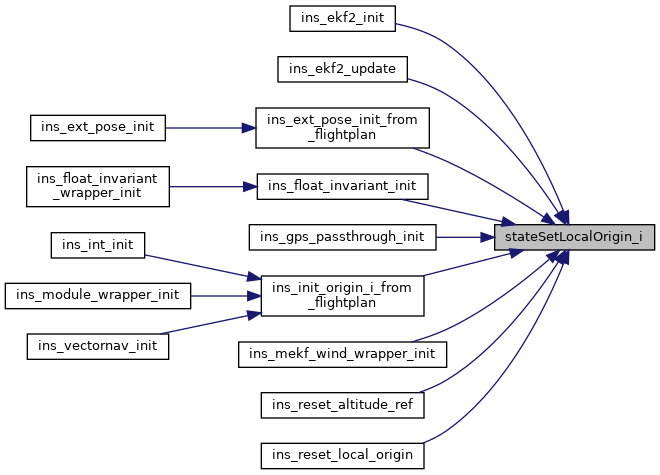 ins_ekf2_init
ins_ekf2_update
ins_ext_pose_init
ins_ext_pose_init_from
_flightplan
ins_float_invariant
_wrapper_init
ins_float_invariant_init
ins_gps_passthrough_init
stateSetLocalOrigin_i
ins_int_init
ins_module_wrapper_init
ins_init_origin_i_from
_flightplan
ins_vectornav_init
ins_mekf_wind_wrapper_init
ins_reset_altitude_ref
ins_reset_local_origin